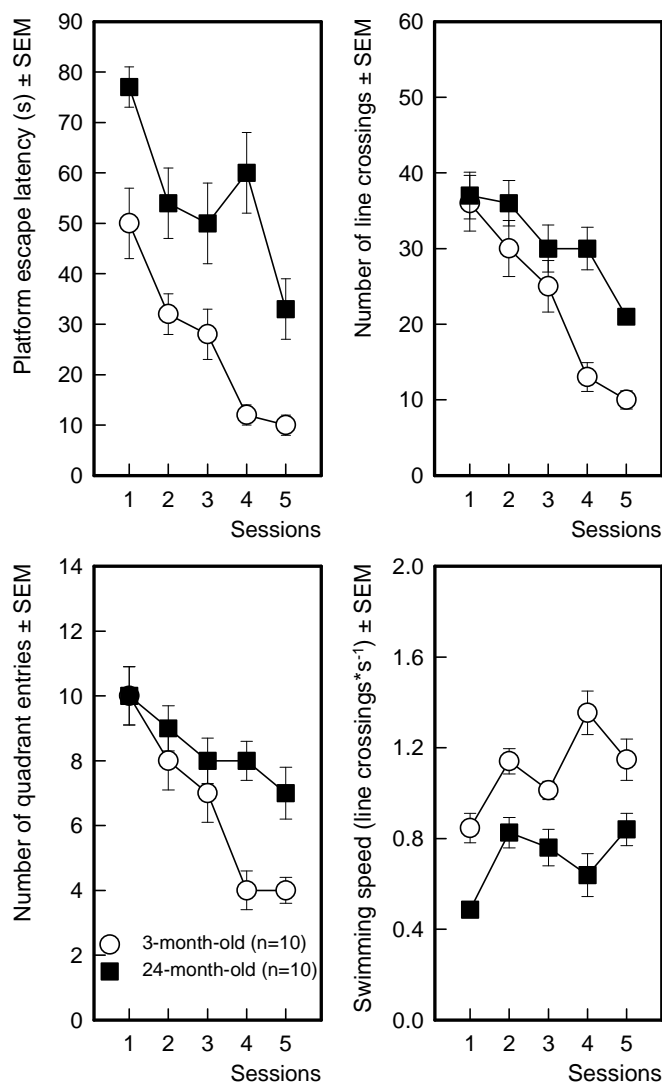 Platform escape latency (s) ± SEM
90
80
70
60
50
40
30
20
10
0
1 2 3 4 5
Sessions
Number of line crossings ± SEM
60
50
40
30
20
10
0
1 2 3 4 5
Sessions
Number of quadrant entries ± SEM
14
12
10
8
6
4
2
0
3-month-old (n=10)
24-month-old (n=10)
1 2 3 4 5
Sessions
Swimming speed (line crossings*s⁻¹) ± SEM
2.0
1.6
1.2
0.8
0.4
0.0
1 2 3 4 5
Sessions